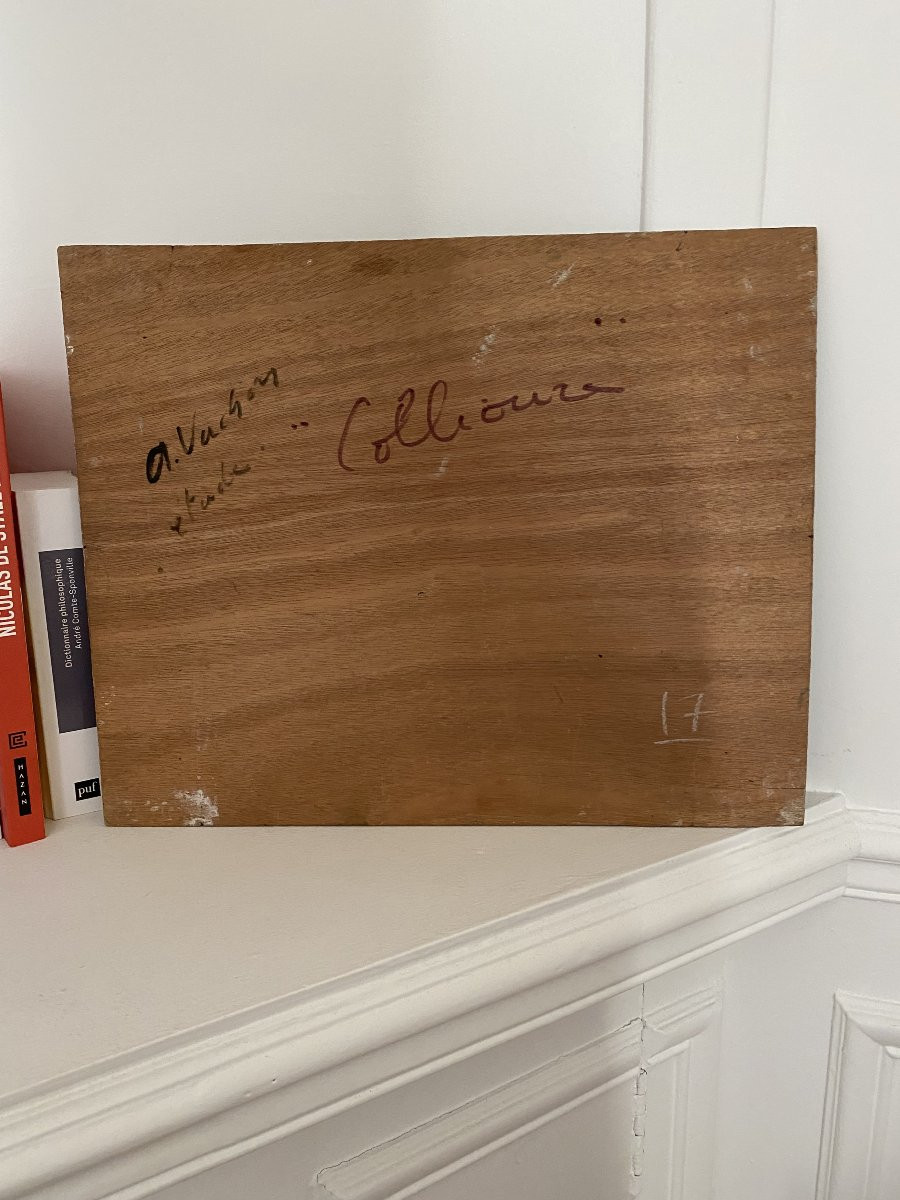 a. Vachon
étude.
" Collioure "
17
NICOLAS DE STAËL
HAZAN
Dictionnaire philosophique
André Comte-Sponville
puf